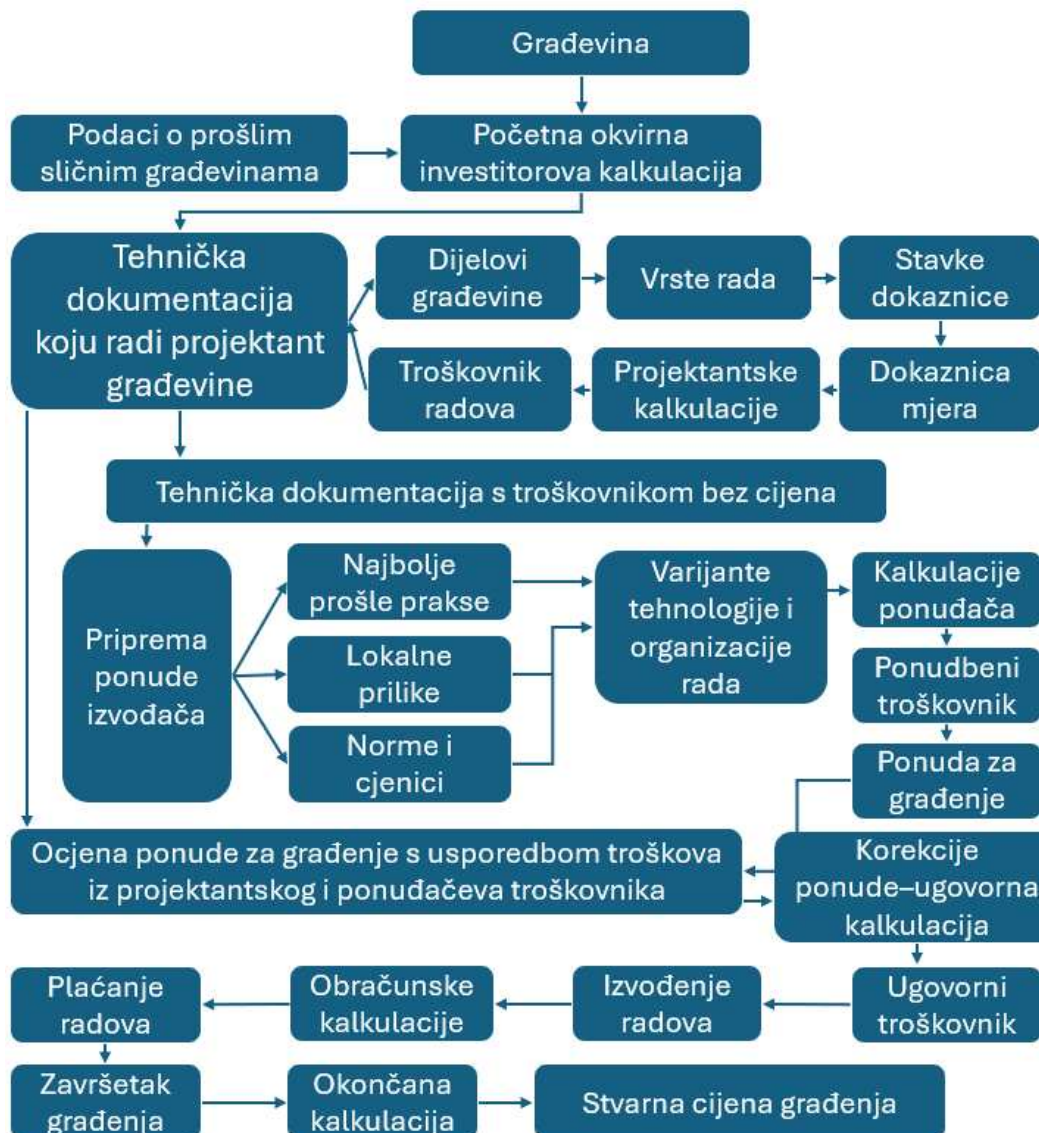 Građevina
Podaci o prošlim
sličnim građevinama
Početna okvirna
investitorova kalkulacija
Tehnička
dokumentacija
koju radi projektant
građevine
Dijelovi
građevine
Vrste rada
Stavke
dokaznice
Troškovnik
radova
Projektantske
kalkulacije
Dokaznica
mjera
Tehnička dokumentacija s troškovnikom bez cijena
Priprema
ponude
izvođača
Najbolje
prošle prakse
Lokalne
prilike
Norme i
cjenici
Varijante
tehnologije i
organizacije
rada
Kalkulacije
ponuđača
Ponudbeni
troškovnik
Ponuda za
građenje
Ocjena ponude za građenje s usporedbom troškova
iz projektantskog i ponuđačeva troškovnika
Korekcije
ponude–ugovorna
kalkulacija
Plaćanje
radova
Obračunske
kalkulacije
Izvođenje
radova
Ugovorni
troškovnik
Završetak
građenja
Okončana
kalkulacija
Stvarna cijena građenja